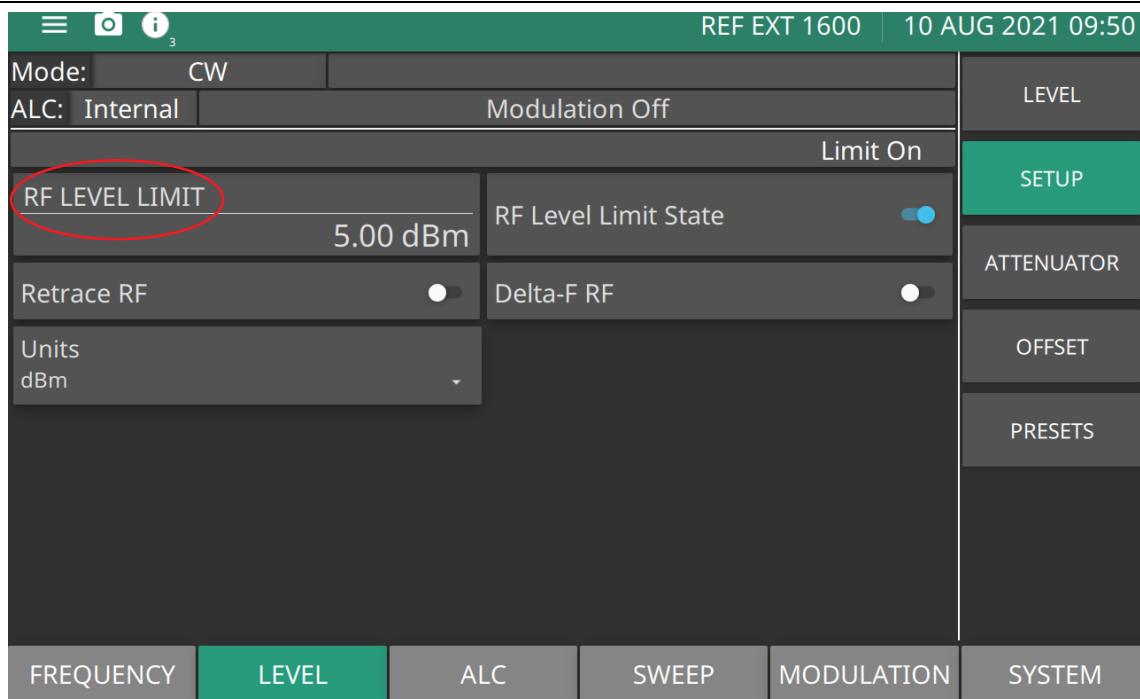 3
REF EXT 1600 10 AUG 2021 09:50
Mode: CW
ALC: Internal Modulation Off
Limit On
RF LEVEL LIMIT
5.00 dBm
RF Level Limit State
Retrace RF
Delta-F RF
Units
dBm
LEVEL
SETUP
ATTENUATOR
OFFSET
PRESETS
FREQUENCY LEVEL ALC SWEEP MODULATION SYSTEM